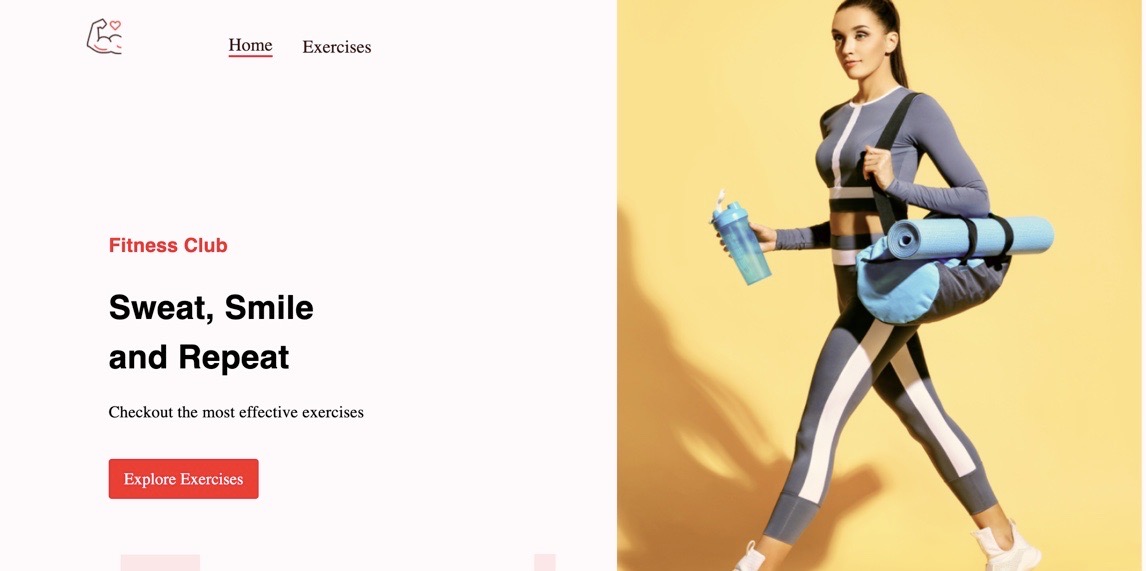 Home
Exercises
Fitness Club
Sweat, Smile
and Repeat
Checkout the most effective exercises
Explore Exercises